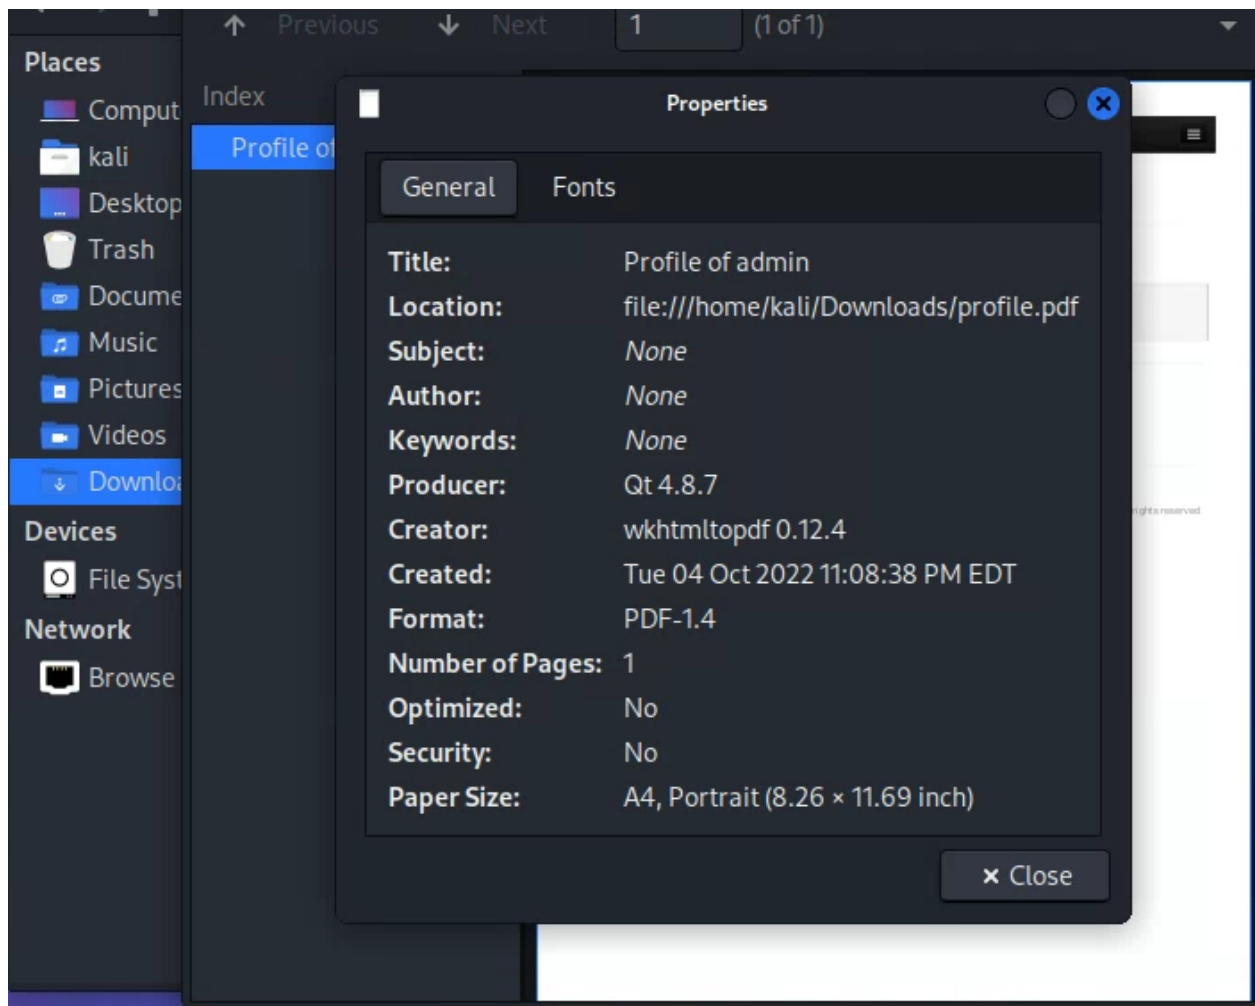 Previous Next 1 (1 of 1)
Places
Comput
kali
Desktop
Trash
Docume
Music
Pictures
Videos
Downloa
Devices
File Syst
Network
Browse
Index
Profile of
Properties
General Fonts
Title: Profile of admin
Location: file:///home/kali/Downloads/profile.pdf
Subject: None
Author: None
Keywords: None
Producer: Qt 4.8.7
Creator: wkhtmltopdf 0.12.4
Created: Tue 04 Oct 2022 11:08:38 PM EDT
Format: PDF-1.4
Number of Pages: 1
Optimized: No
Security: No
Paper Size: A4, Portrait (8.26 × 11.69 inch)
Close
rights reserved